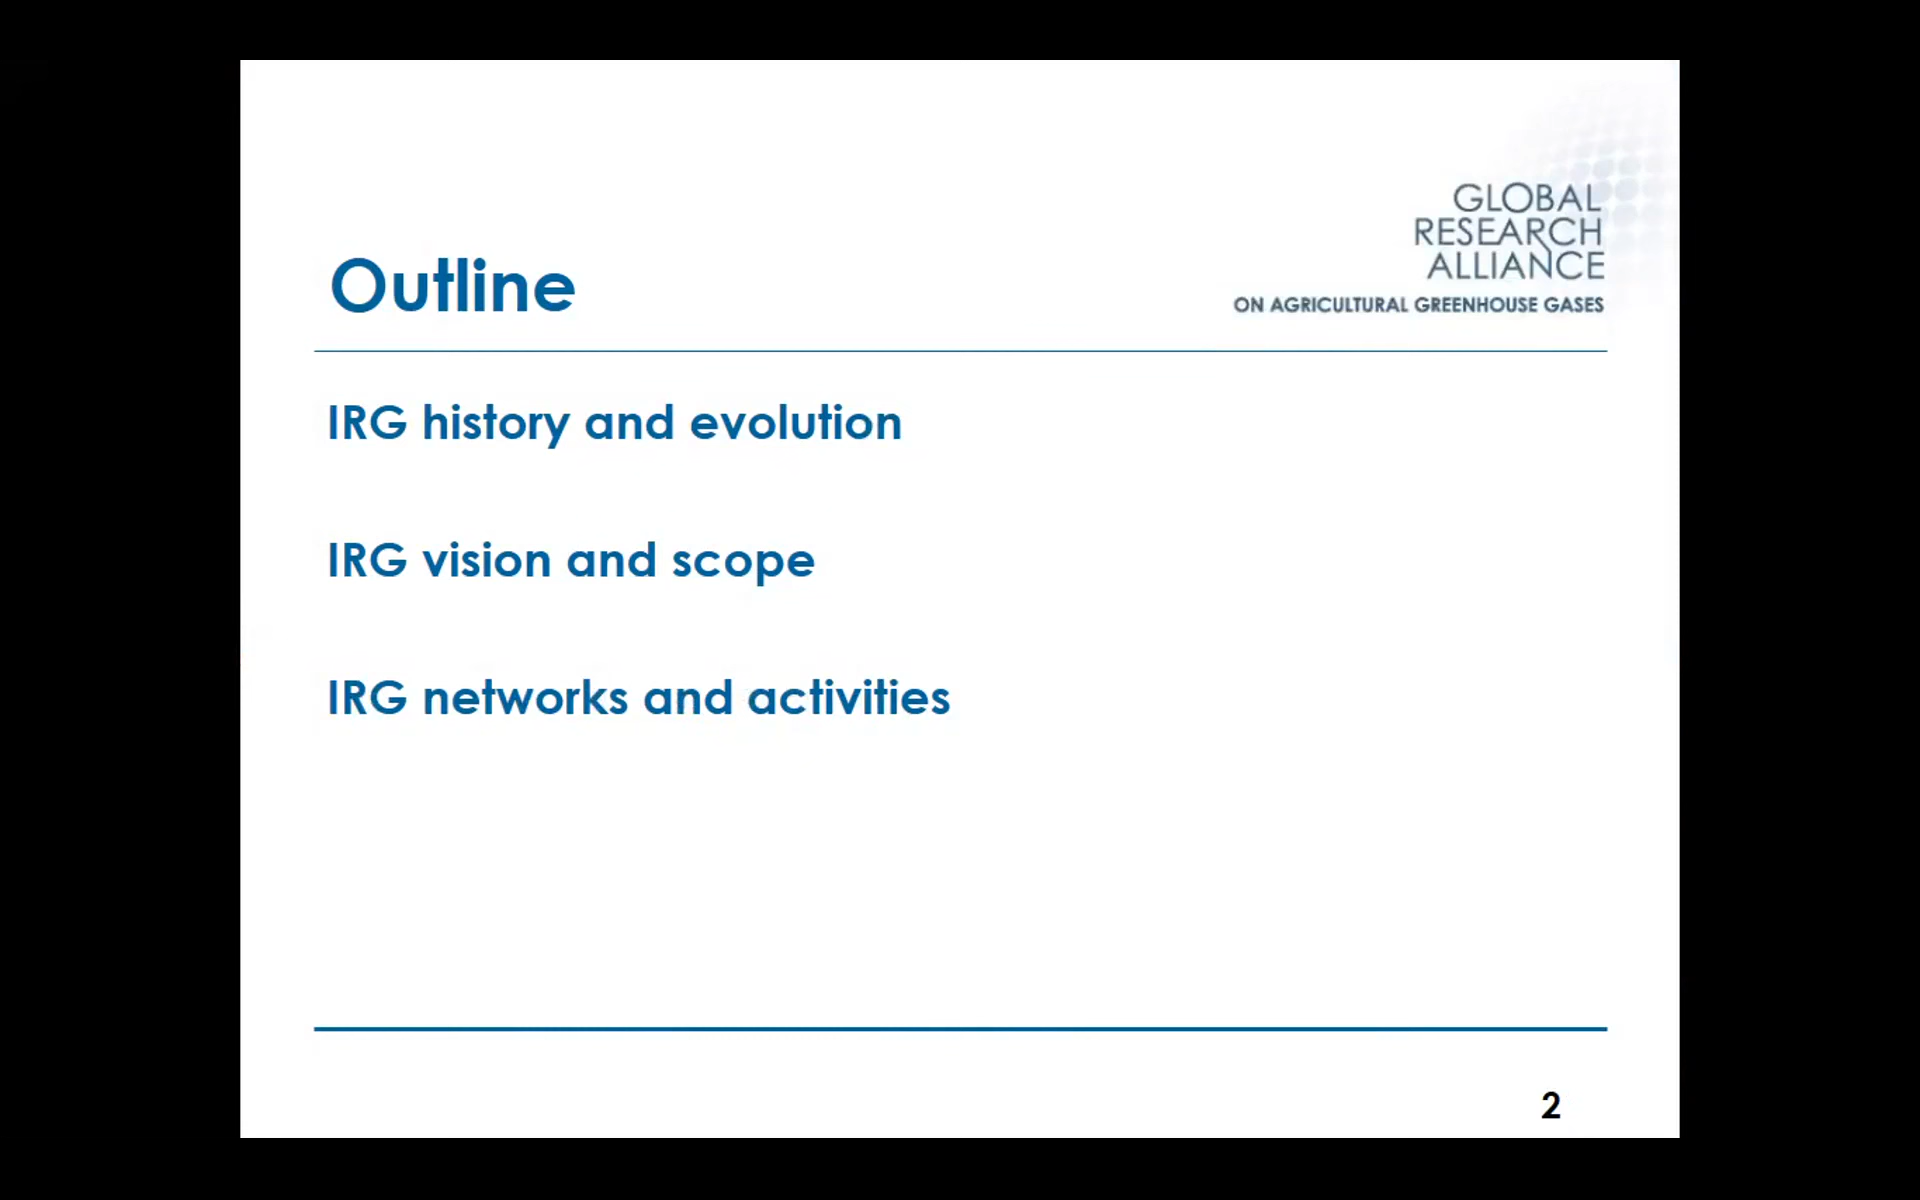 GLOBAL
RESEARCH
ALLIANCE
ON AGRICULTURAL GREENHOUSE GASES
Outline
IRG history and evolution
IRG vision and scope
IRG networks and activities
2